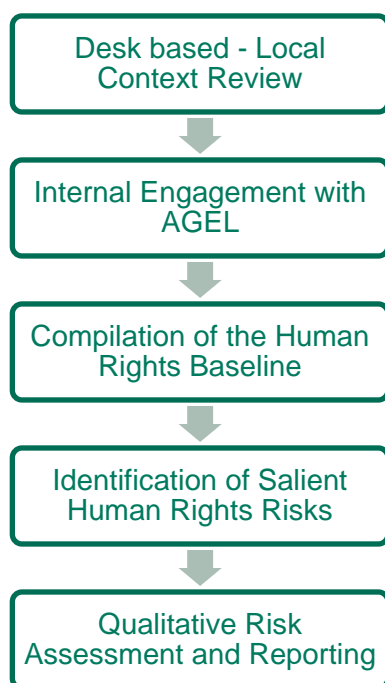 Desk based - Local
Context Review
Internal Engagement with
AGEL
Compilation of the Human
Rights Baseline
Identification of Salient
Human Rights Risks
Qualitative Risk
Assessment and Reporting